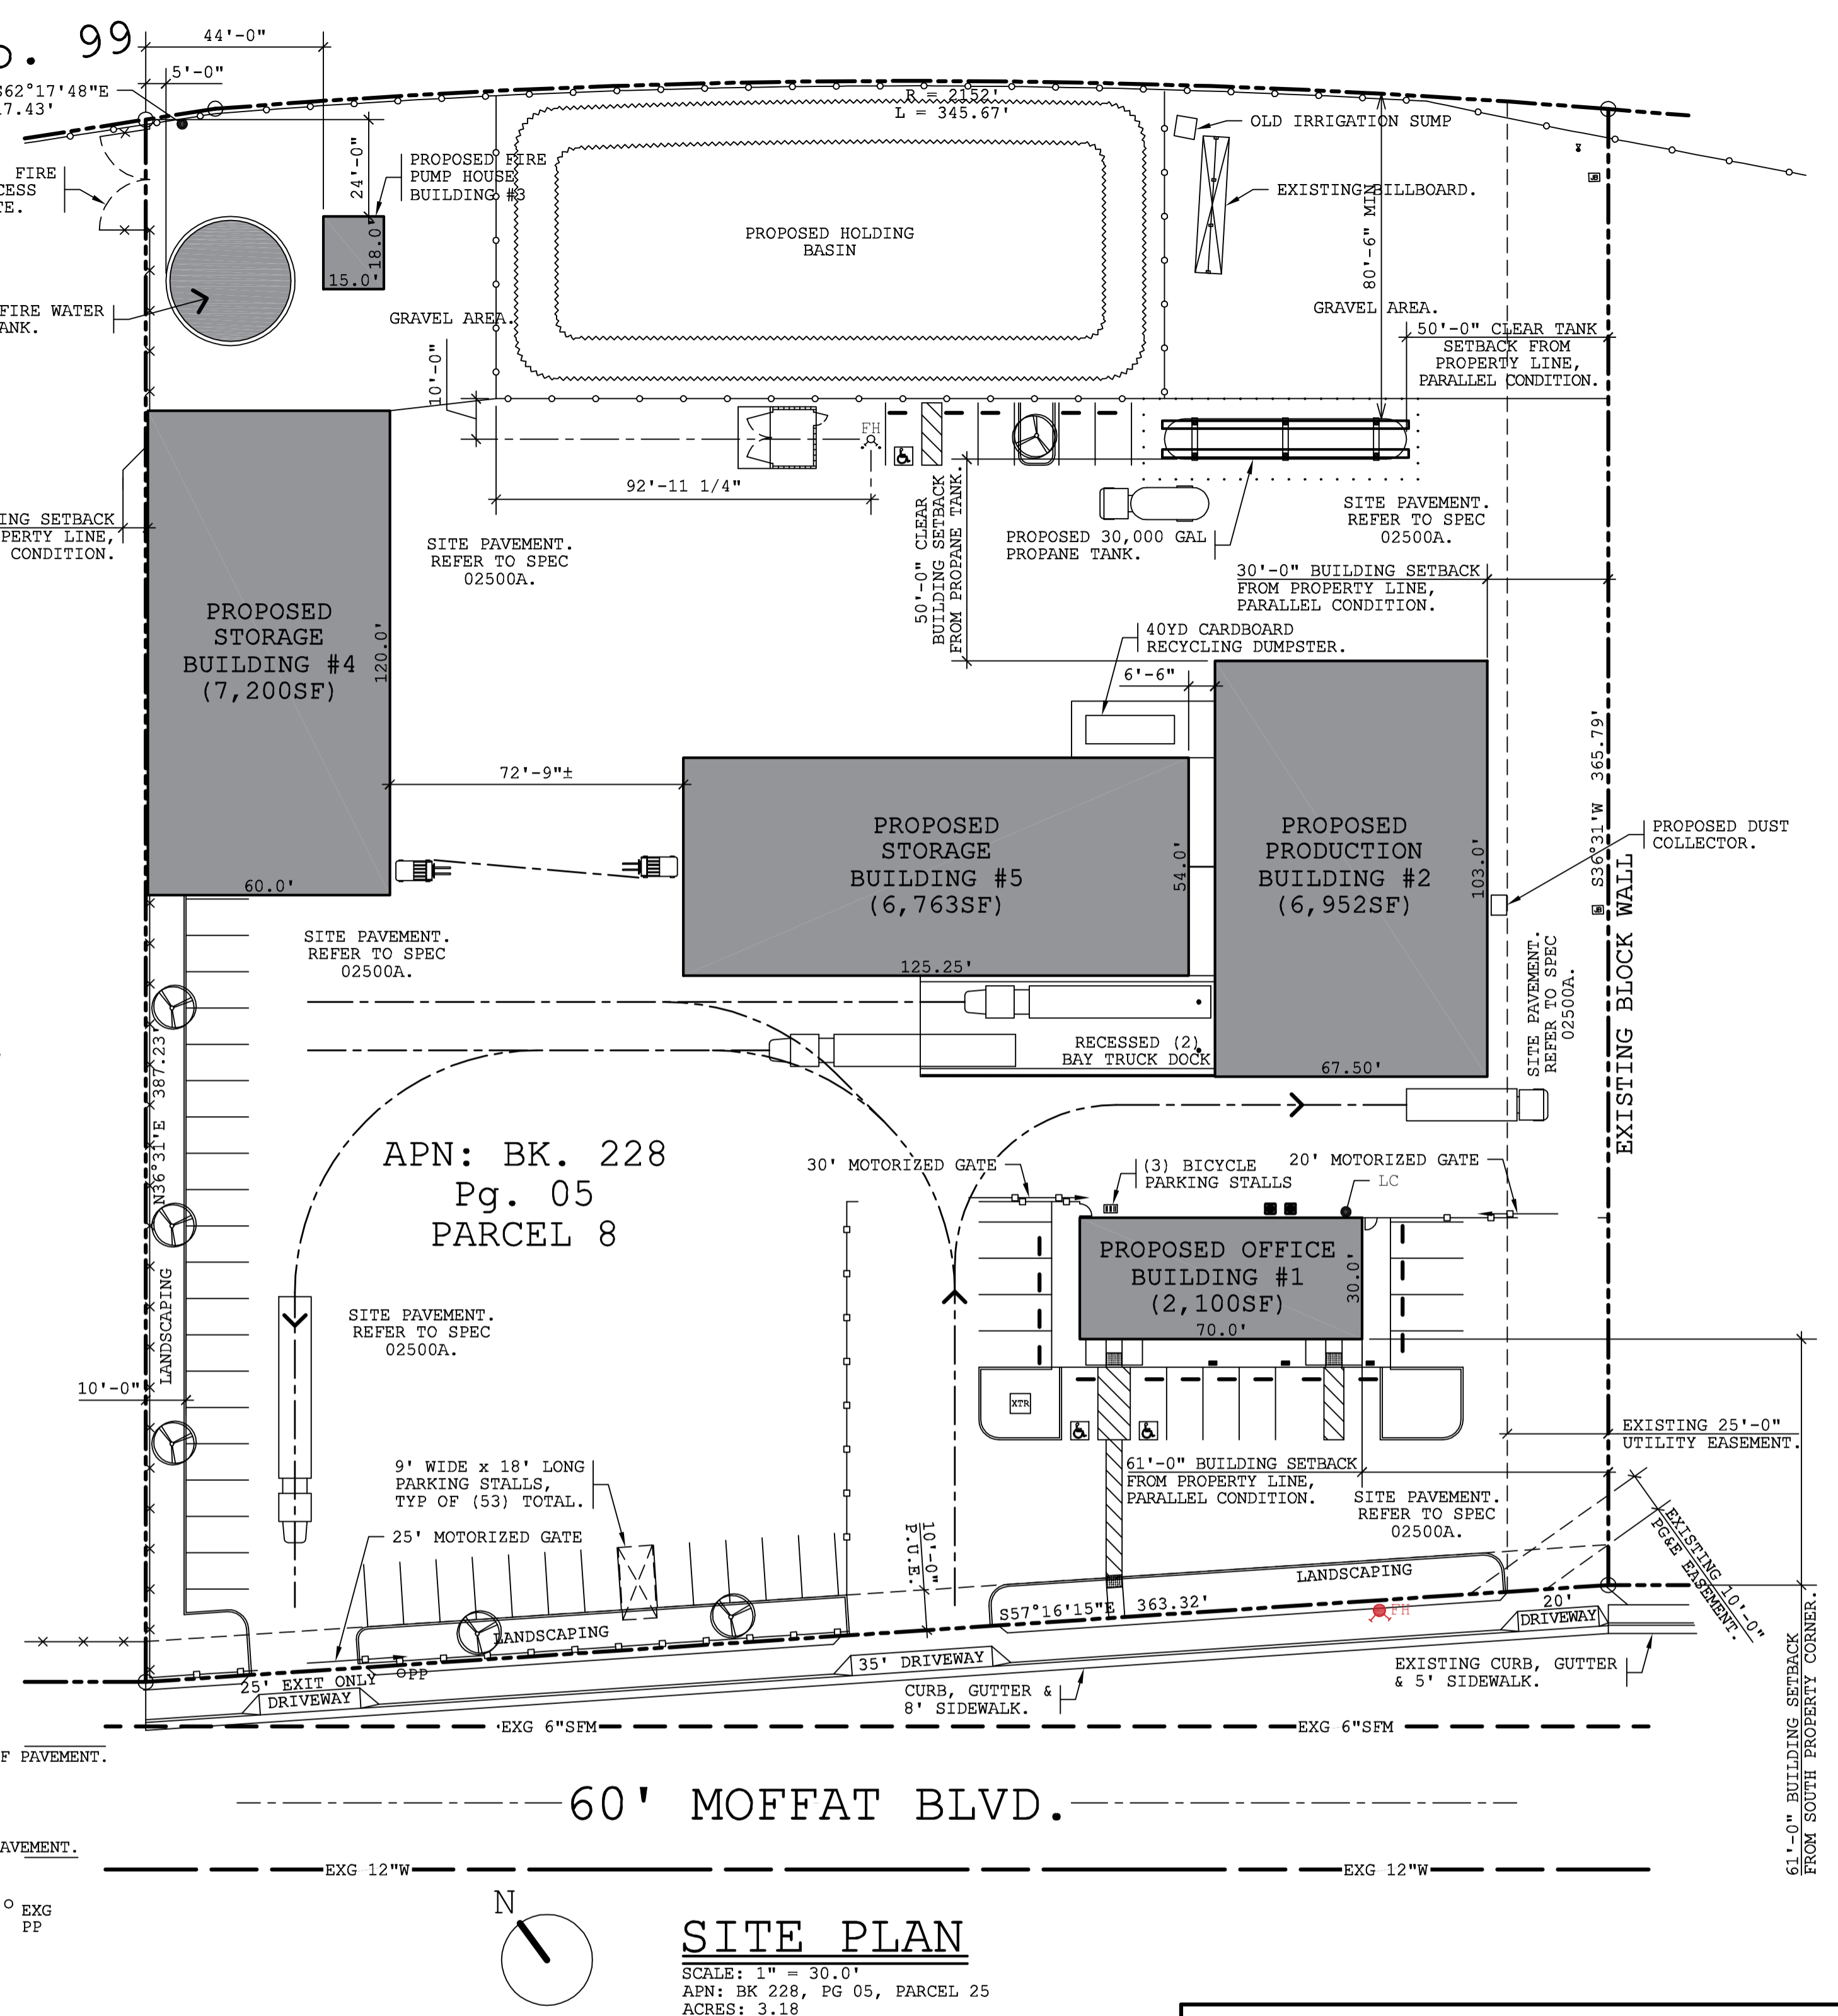 . 99
44'-0"
5'-0"
S62°17'48"E
17.43'
R = 2152'
L = 345.67'
OLD IRRIGATION SUMP
FIRE
CESS
TE.
24'-0"
PROPOSED FIRE
PUMP HOUSE
BUILDING #3
EXISTING BILLBOARD.
80'-6" MIN
PROPOSED HOLDING
BASIN
18.0'
15.0'
FIRE WATER
ANK.
GRAVEL AREA.
GRAVEL AREA.
50'-0" CLEAR TANK
SETBACK FROM
PROPERTY LINE,
PARALLEL CONDITION.
10'-0"
FH
92'-11 1/4"
ING SETBACK
PERTY LINE,
CONDITION.
SITE PAVEMENT.
REFER TO SPEC
02500A.
50'-0" CLEAR
BUILDING SETBACK
FROM PROPANE TANK.
PROPOSED 30,000 GAL
PROPANE TANK.
SITE PAVEMENT.
REFER TO SPEC
02500A.
30'-0" BUILDING SETBACK
FROM PROPERTY LINE,
PARALLEL CONDITION.
PROPOSED
STORAGE
BUILDING #4
(7,200SF)
120.0'
60.0'
40YD CARDBOARD
RECYCLING DUMPSTER.
6'-6"
72'-9"±
PROPOSED
STORAGE
BUILDING #5
(6,763SF)
54.0'
125.25'
PROPOSED
PRODUCTION
BUILDING #2
(6,952SF)
103.0'
67.50'
S36°31'W 365.79'
PROPOSED DUST
COLLECTOR.
EXISTING BLOCK WALL
SITE PAVEMENT.
REFER TO SPEC
02500A.
SITE PAVEMENT.
REFER TO SPEC
02500A.
RECESSED (2)
BAY TRUCK DOCK
N36°31'E 387.23'
APN: BK. 228
Pg. 05
PARCEL 8
30' MOTORIZED GATE
(3) BICYCLE
PARKING STALLS
20' MOTORIZED GATE
LC
PROPOSED OFFICE
BUILDING #1
(2,100SF)
30.0'
70.0'
LANDSCAPING
SITE PAVEMENT.
REFER TO SPEC
02500A.
10'-0"
XTR
EXISTING 25'-0"
UTILITY EASEMENT.
9' WIDE x 18' LONG
PARKING STALLS,
TYP OF (53) TOTAL.
61'-0" BUILDING SETBACK
FROM PROPERTY LINE,
PARALLEL CONDITION.
SITE PAVEMENT.
REFER TO SPEC
02500A.
25' MOTORIZED GATE
10'-0"
P.U.E.
EXISTING 10'-0"
PG&E EASEMENT.
LANDSCAPING
S57°16'15"E 363.32'
FH
20'
DRIVEWAY
LANDSCAPING
PP
25' EXIT ONLY
DRIVEWAY
35' DRIVEWAY
CURB, GUTTER &
8' SIDEWALK.
EXISTING CURB, GUTTER
& 5' SIDEWALK.
61'-0" BUILDING SETBACK
FROM SOUTH PROPERTY CORNER.
EXG 6"SFM
EXG 6"SFM
F PAVEMENT.
60' MOFFAT BLVD.
AVEMENT.
EXG 12"W
EXG 12"W
EXG
PP
N
SITE PLAN
SCALE: 1" = 30.0'
APN: BK 228, PG 05, PARCEL 25
ACRES: 3.18